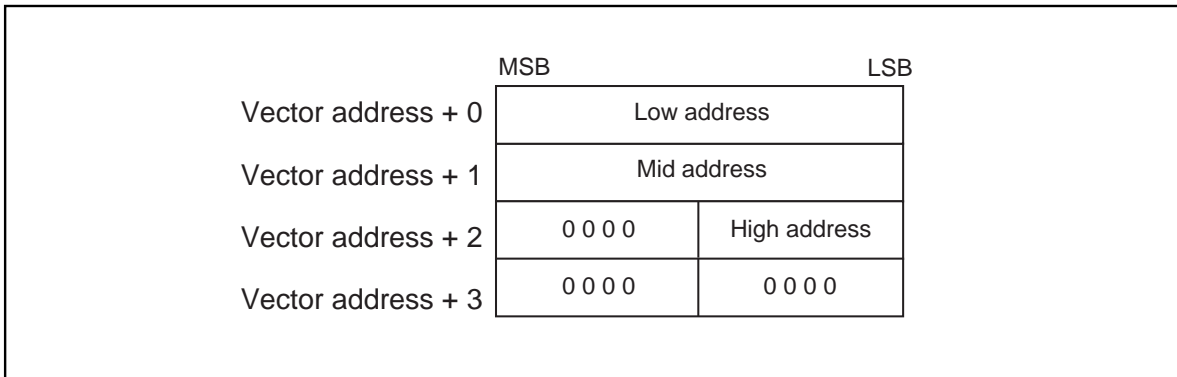 MSB LSB
Vector address + 0 Low address
Vector address + 1 Mid address
Vector address + 2 0 0 0 0 High address
Vector address + 3 0 0 0 0 0 0 0 0